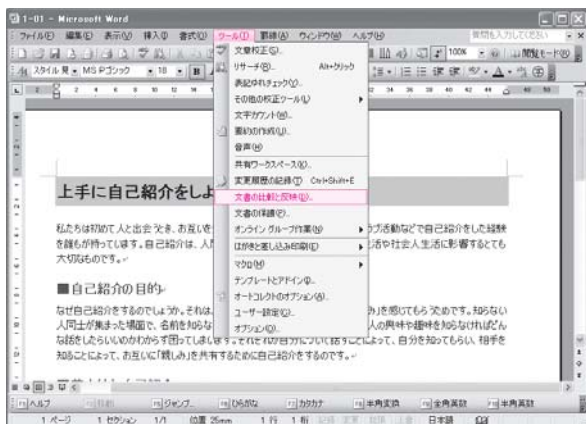 1-01 - Microsoft Word
ファイル(F) 編集(E) 表示(V) 挿入(I) 書式(O) ツール(T) 罫線(A) ウィンドウ(W) ヘルプ(H) 質問を入力してください
100% 閲覧モード(R)
スタイル 見 MS Pゴシック 18 B
文章校正(S)...
リサーチ(R)... Alt+クリック
表記ゆれチェック(Y)...
その他の校正ツール(L)
文字カウント(W)...
要約の作成(U)...
音声(H)
共有ワークスペース(K)...
変更履歴の記録(T) Ctrl+Shift+E
文書の比較と反映(D)...
文書の保護(P)...
オンライン グループ作業(N)
はがきと差し込み印刷(E)
マクロ(M)
テンプレートとアドイン(I)...
オートコレクトのオプション(A)...
ユーザー設定(C)...
オプション(O)...
上手に自己紹介をしよ
私たちは初めて人と出会うとき、お互いを ラブ活動などで自己紹介をした経験
を誰もが持っています。自己紹介は、人 活や社会人生活に影響するとても
大切なものです。
■自己紹介の目的
なぜ自己紹介をするのでしょうか。それは、 み」を感じてもらうためです。知らない
人同士が集まった場面で、名前を知らな 人の興味や趣味を知らなければどん
な話をしたらいいのかわからず困ってしまいます。それぞれが自分について話すことによって、自分を知ってもらい、相手を
知ることによって、お互いに「親しみ」を共有するために自己紹介をするのです。
F1 ヘルプ F5 ジャンプ... F6 ひらがな F7 カタカナ F8 半角変換 F9 全角英数 F10 半角英数
1 ページ 1 セクション 1/1 位置 25mm 1 行 1 桁 記録 変更 拡張 上書 日本語